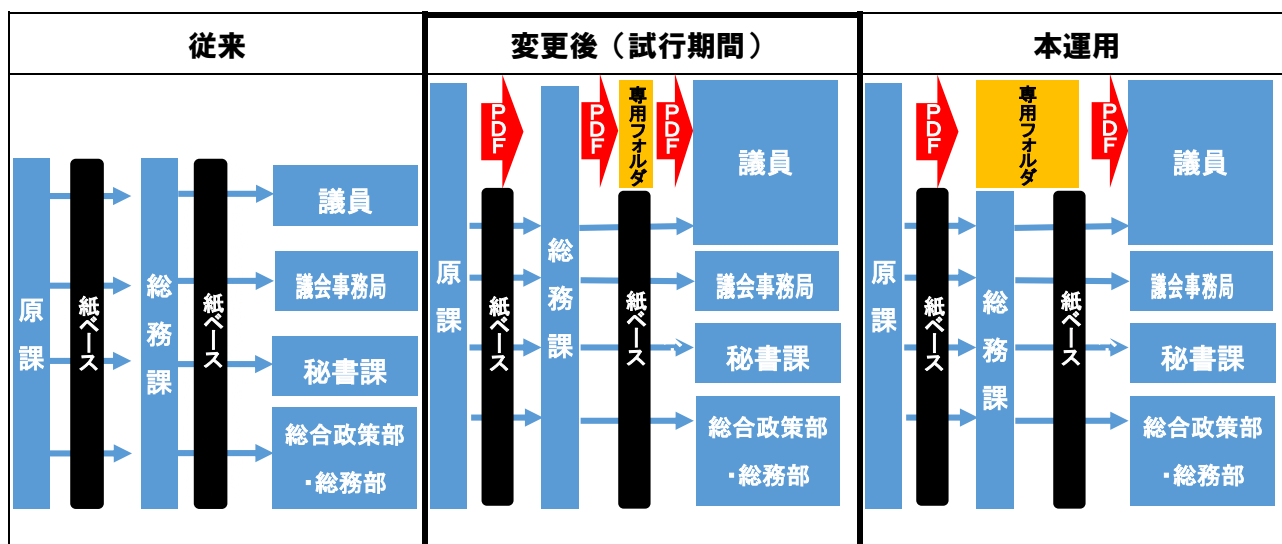 従来
原課
紙ベース
総務課
紙ベース
議員
議会事務局
秘書課
総合政策部
・総務部
変更後（試行期間）
原課
PDF
紙ベース
総務課
PDF
専用フォルダ
PDF
紙ベース
議員
議会事務局
秘書課
総合政策部
・総務部
本運用
原課
PDF
紙ベース
専用フォルダ
総務課
PDF
紙ベース
議員
議会事務局
秘書課
総合政策部
・総務部